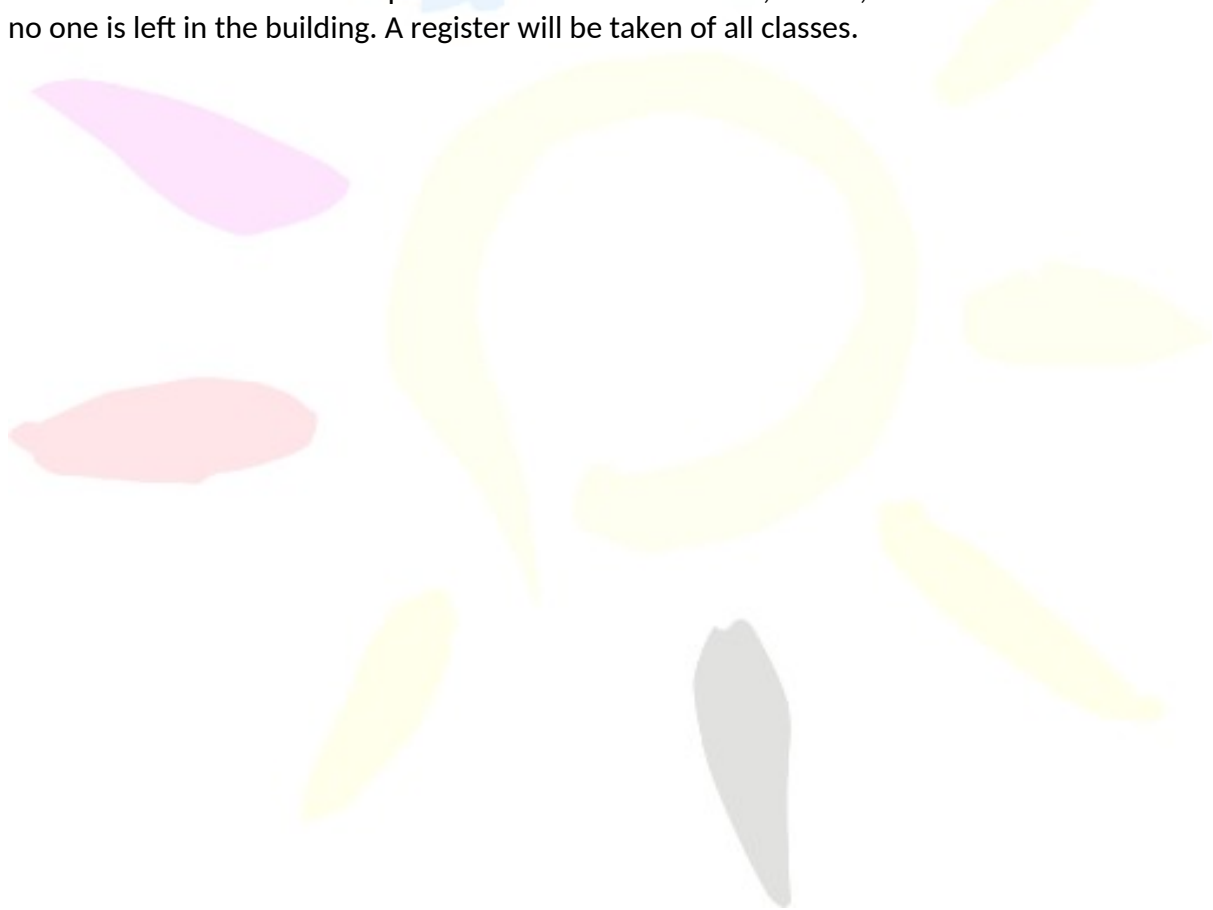 no one is left in the building. A register will be taken of all classes.